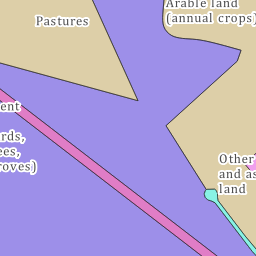 Arable land
(annual crops)
Pastures
ent
rds,
ees,
roves)
Other
and as
land